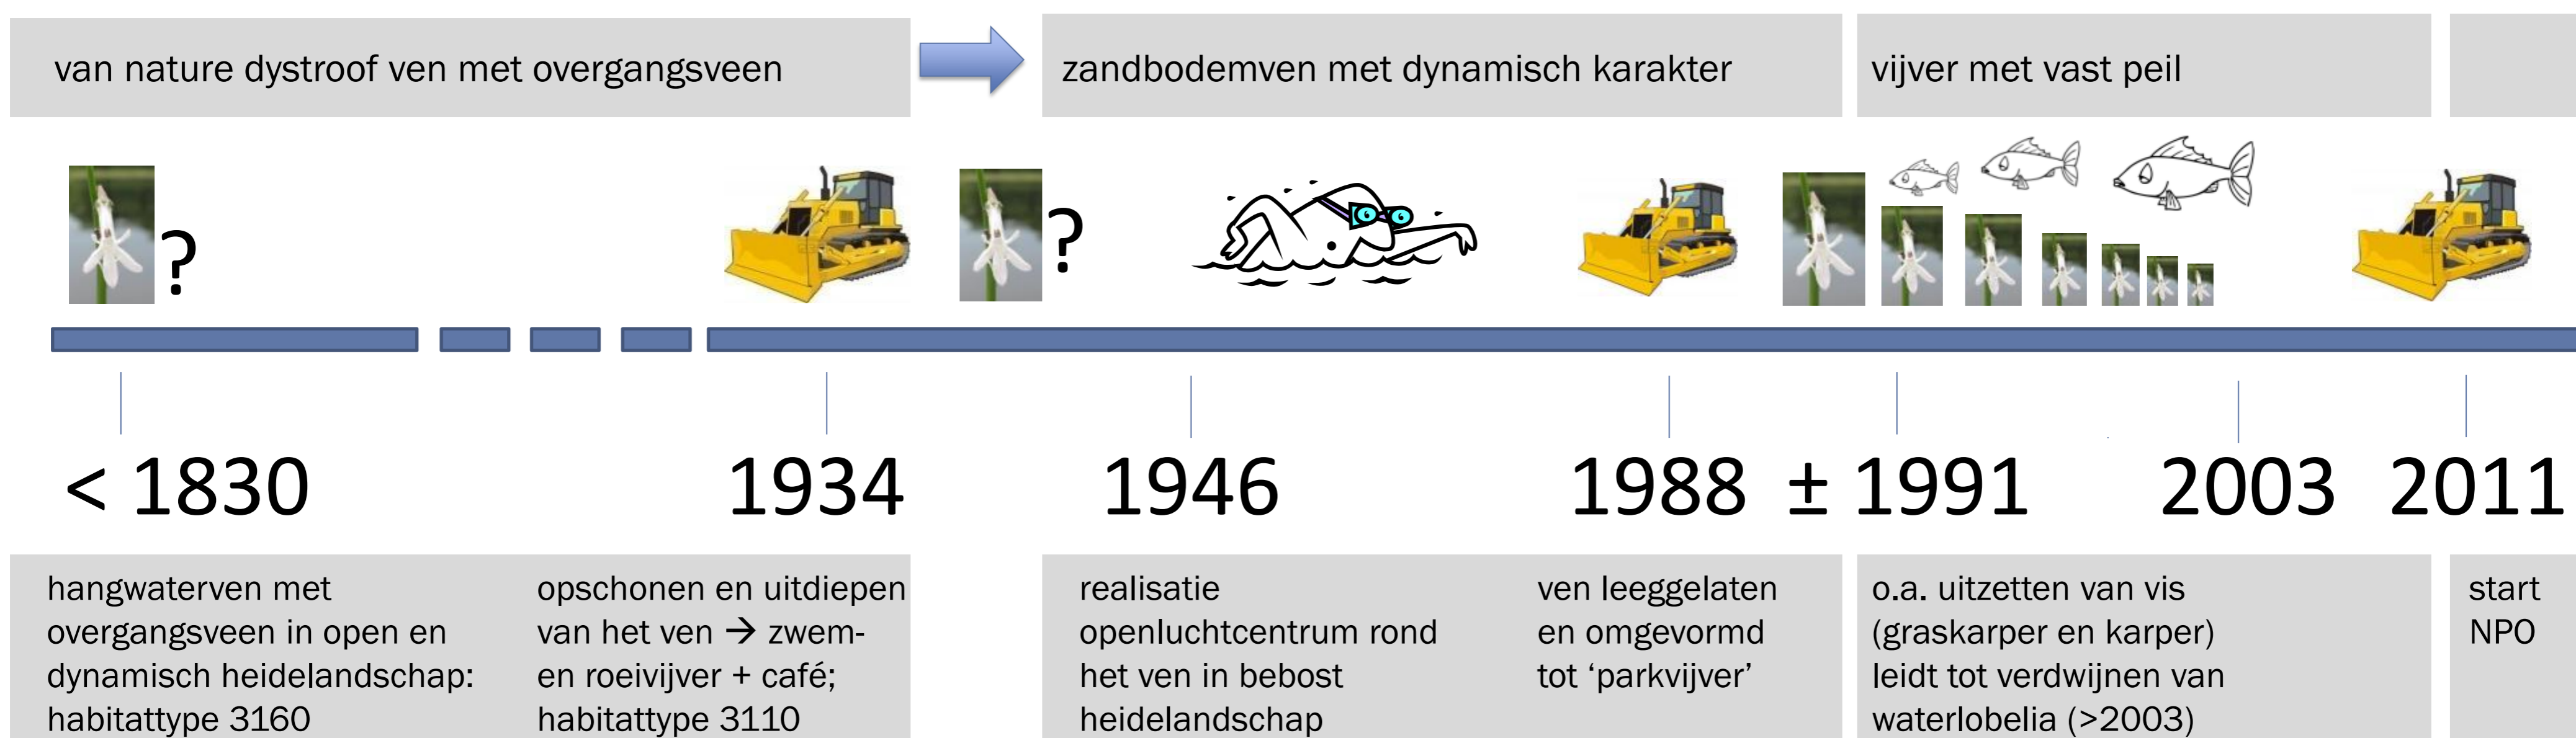 van nature dystroof ven met overgangsveen
zandbodemven met dynamisch karakter
vijver met vast peil
?
?
< 1830
1934
1946
1988
± 1991
2003
2011
hangwaterven met
overgangsveen in open en
dynamisch heidelandschap:
habitattype 3160
opschonen en uitdiepen
van het ven → zwem-
en roeivijver + café;
habitattype 3110
realisatie
openluchtcentrum rond
het ven in bebost
heidelandschap
ven leeggelaten
en omgevormd
tot ‘parkvijver’
o.a. uitzetten van vis
(graskarper en karper)
leidt tot verdwijnen van
waterlobelia (>2003)
start
NPO